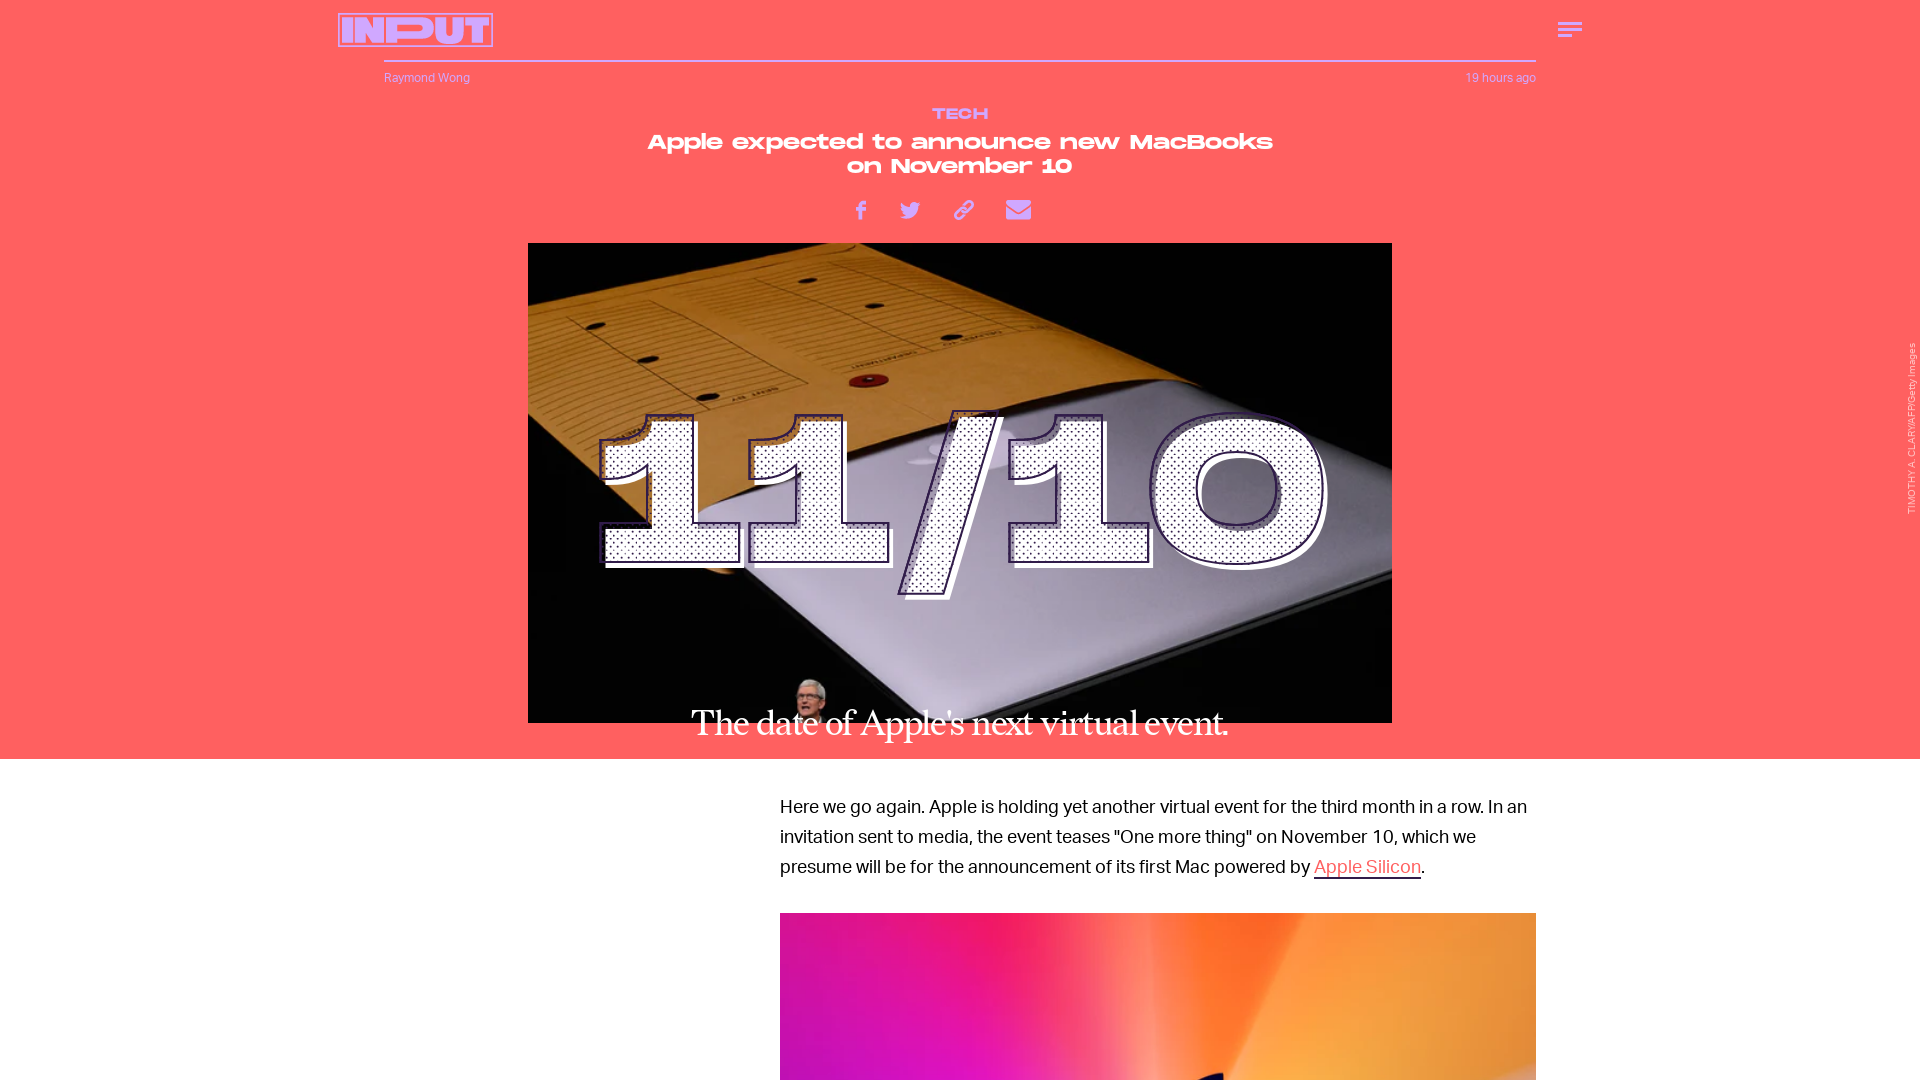 INPUT
Raymond Wong
19 hours ago
TECH
Apple expected to announce new MacBooks
on November 10
11/10
The date of Apple's next virtual event.
TIMOTHY A. CLARY/AFP/Getty Images
Here we go again. Apple is holding yet another virtual event for the third month in a row. In an
invitation sent to media, the event teases "One more thing" on November 10, which we
presume will be for the announcement of its first Mac powered by Apple Silicon.